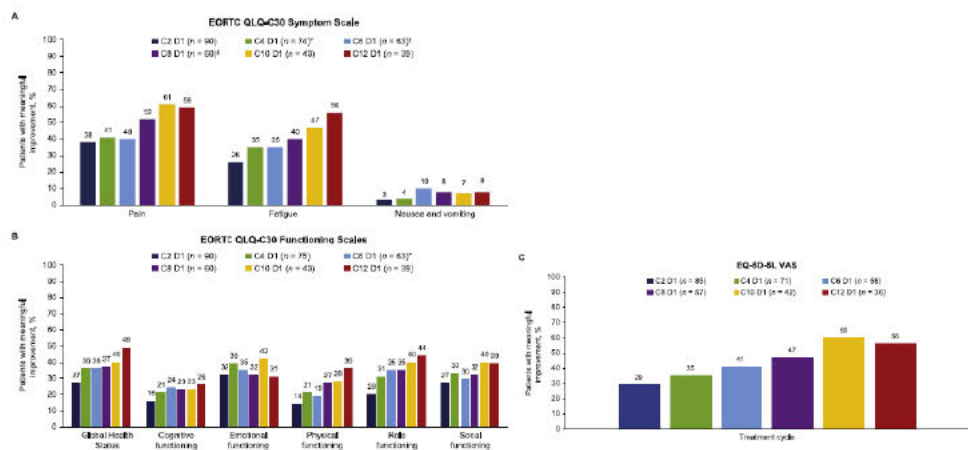 A
EORTC QLQ-C30 Symptom Scale
C2 D1 (n = 90) C4 D1 (n = 74)* C6 D1 (n = 63)†
C8 D1 (n = 60)& C10 D1 (n = 43) C12 D1 (n = 39)
Patients with meaningful
improvement, %
100
90
80
70
60
50
40
30
20
10
0
38 41 40 52 61 59
26 35 35 40 47 56
3 4 10 8 7 8
Pain Fatigue Nausea and vomiting
B
EORTC QLQ-C30 Functioning Scales
C2 D1 (n = 90) C4 D1 (n = 75) C6 D1 (n = 63)*
C8 D1 (n = 60) C10 D1 (n = 43) C12 D1 (n = 39)
Patients with meaningful
improvement, %
100
90
80
70
60
50
40
30
20
10
0
27 36 36 37 40 49
16 21 24 23 23 26
32 39 35 32 42 31
14 21 19 27 28 36
20 31 35 35 40 44
27 33 30 32 40 39
Global Health
Status
Cognitive
functioning
Emotional
functioning
Physical
functioning
Role
functioning
Social
functioning
C
EQ-5D-5L VAS
C2 D1 (n = 85) C4 D1 (n = 71) C6 D1 (n = 58)
C8 D1 (n = 57) C10 D1 (n = 42) C12 D1 (n = 36)
Patients with meaningful
improvement, %
100
90
80
70
60
50
40
30
20
10
0
29 35 41 47 60 56
Treatment cycle